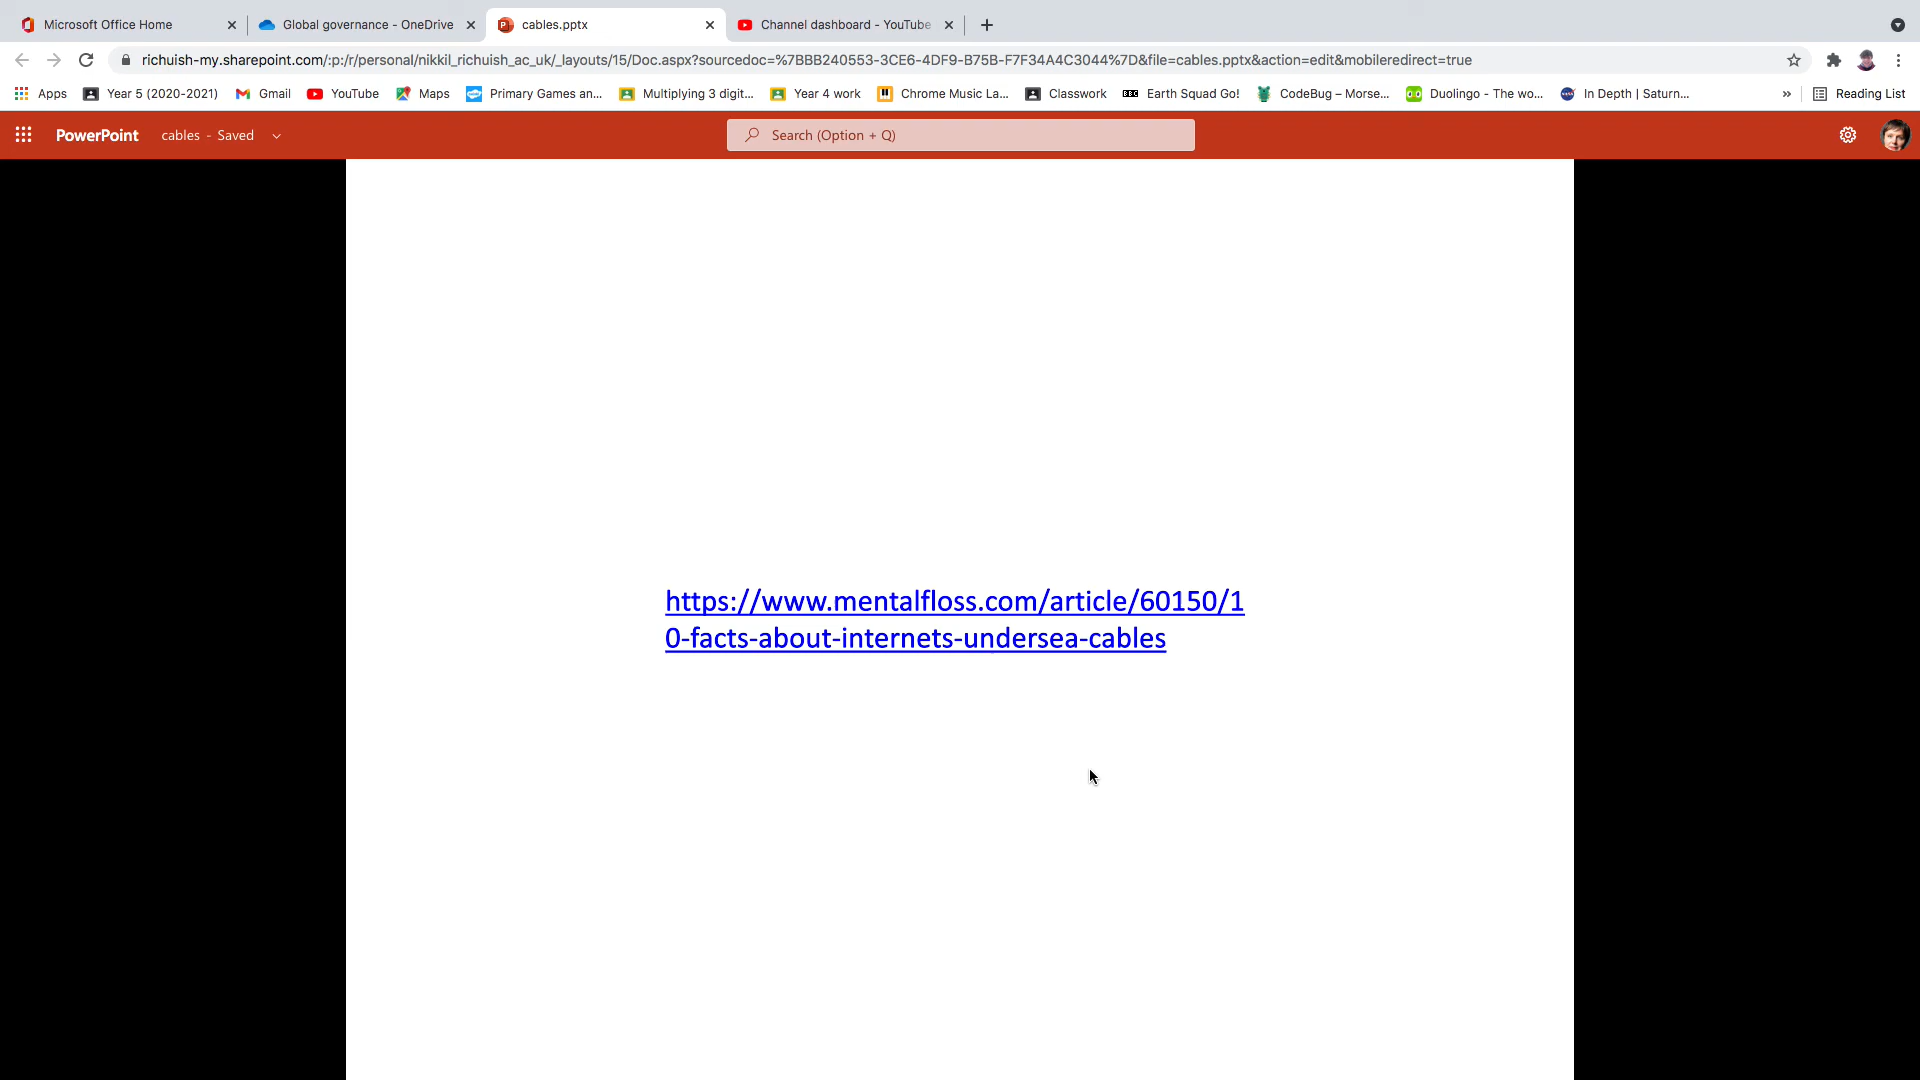 Microsoft Office Home
Global governance - OneDrive
cables.pptx
Channel dashboard - YouTube
richuish-my.sharepoint.com/:p:/r/personal/nikkil_richuish_ac_uk/_layouts/15/Doc.aspx?sourcedoc=%7BBB240553-3CE6-4DF9-B75B-F7F34A4C3044%7D&file=cables.pptx&action=edit&mobileredirect=true
Apps Year 5 (2020-2021) Gmail YouTube Maps Primary Games an... Multiplying 3 digit... Year 4 work Chrome Music La... Classwork Earth Squad Go! CodeBug – Morse... Duolingo - The wo... In Depth | Saturn... » Reading List
PowerPoint cables - Saved Search (Option + Q)
https://www.mentalfloss.com/article/60150/1
0-facts-about-internets-undersea-cables